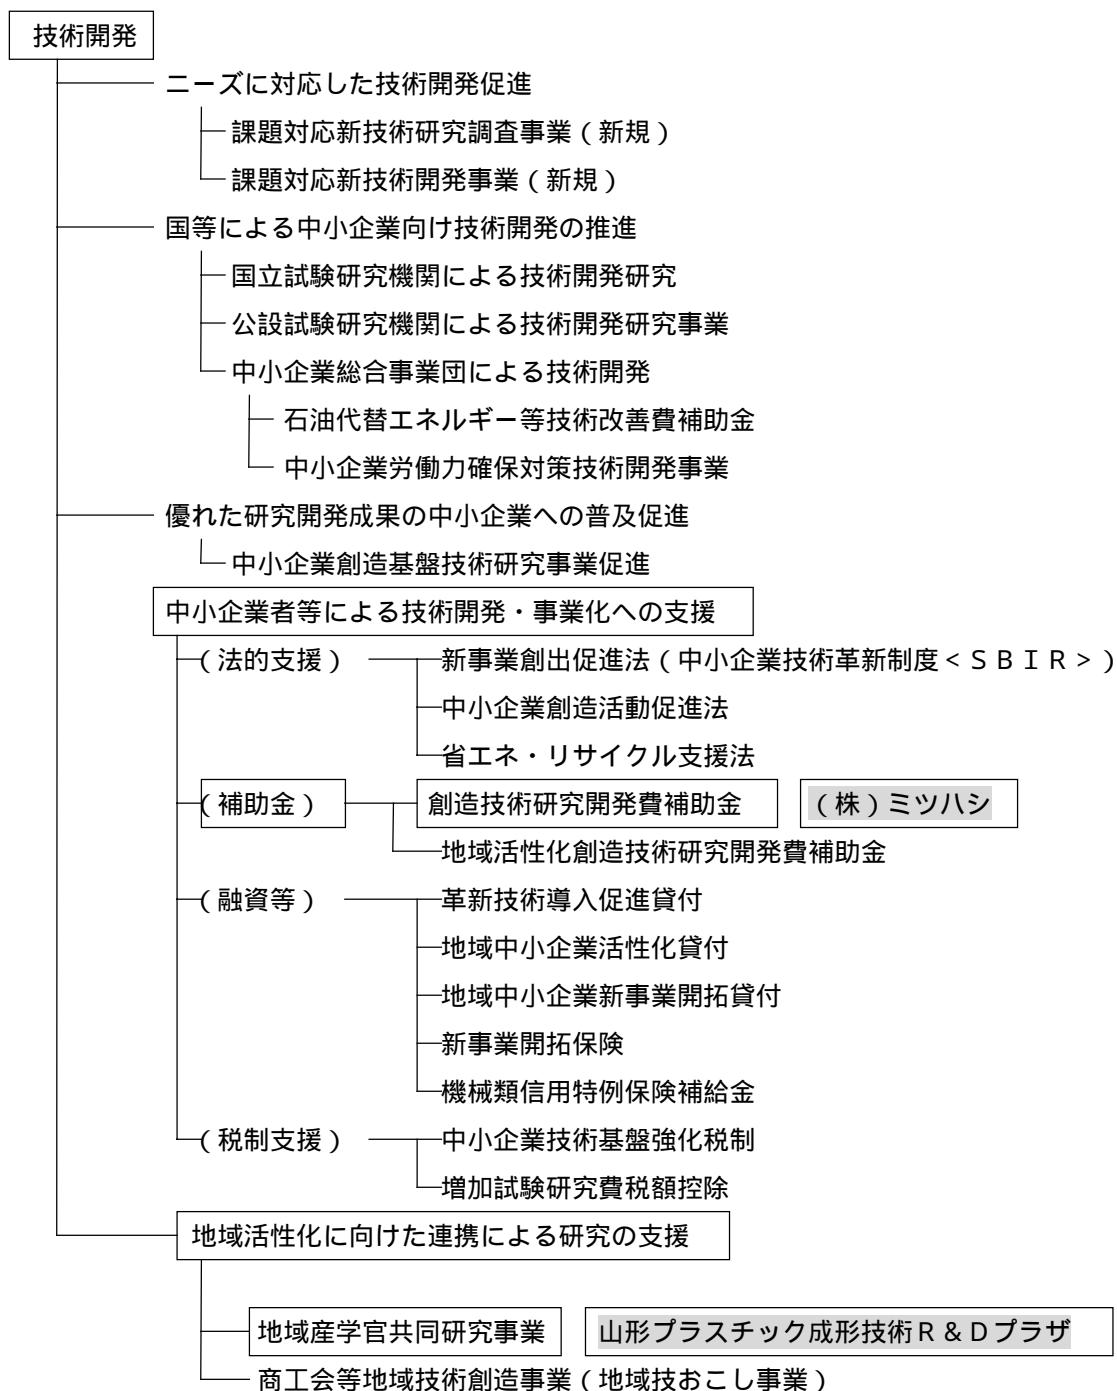 技術開発
ニーズに対応した技術開発促進
課題対応新技術研究調査事業（新規）
課題対応新技術開発事業（新規）
国等による中小企業向け技術開発の推進
国立試験研究機関による技術開発研究
公設試験研究機関による技術開発研究事業
中小企業総合事業団による技術開発
石油代替エネルギー等技術改善費補助金
中小企業労働力確保対策技術開発事業
優れた研究開発成果の中小企業への普及促進
中小企業創造基盤技術研究事業促進
中小企業者等による技術開発・事業化への支援
（法的支援） 新事業創出促進法（中小企業技術革新制度＜ＳＢＩＲ＞）
中小企業創造活動促進法
省エネ・リサイクル支援法
（補助金） 創造技術研究開発費補助金 （株）ミツハシ
地域活性化創造技術研究開発費補助金
（融資等） 革新技術導入促進貸付
地域中小企業活性化貸付
地域中小企業新事業開拓貸付
新事業開拓保険
機械類信用特例保険補給金
（税制支援） 中小企業技術基盤強化税制
増加試験研究費税額控除
地域活性化に向けた連携による研究の支援
地域産学官共同研究事業 山形プラスチック成形技術Ｒ＆Ｄプラザ
商工会等地域技術創造事業（地域技おこし事業）